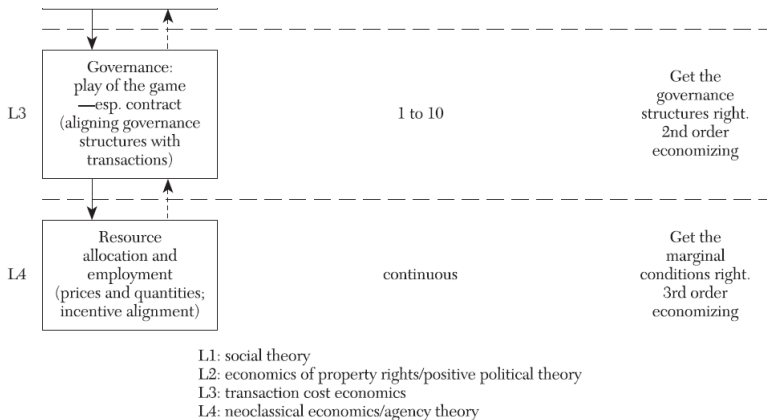 L3
Governance:
play of the game
—esp. contract
(aligning governance
structures with
transactions)
1 to 10
Get the
governance
structures right.
2nd order
economizing
L4
Resource
allocation and
employment
(prices and quantities;
incentive alignment)
continuous
Get the
marginal
conditions right.
3rd order
economizing
L1: social theory
L2: economics of property rights/positive political theory
L3: transaction cost economics
L4: neoclassical economics/agency theory